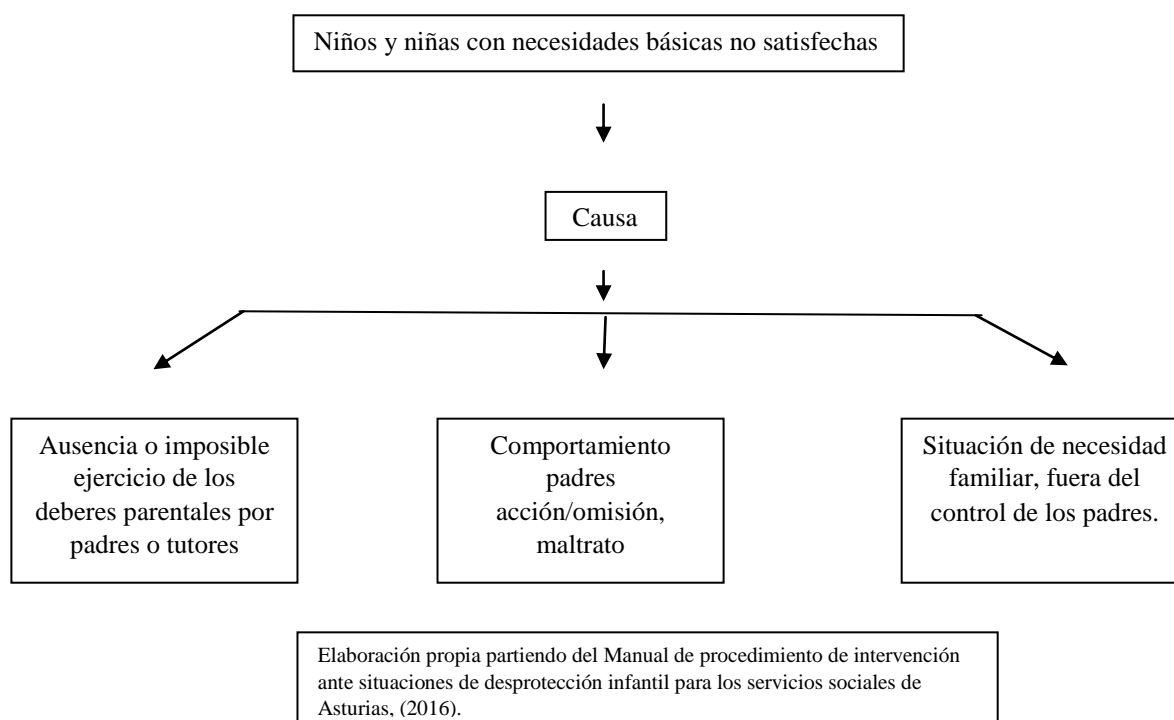 Niños y niñas con necesidades básicas no satisfechas
Causa
Ausencia o imposible
ejercicio de los
deberes parentales por
padres o tutores
Comportamiento
padres
acción/omisión,
maltrato
Situación de necesidad
familiar, fuera del
control de los padres.
Elaboración propia partiendo del Manual de procedimiento de intervención
ante situaciones de desprotección infantil para los servicios sociales de
Asturias, (2016).